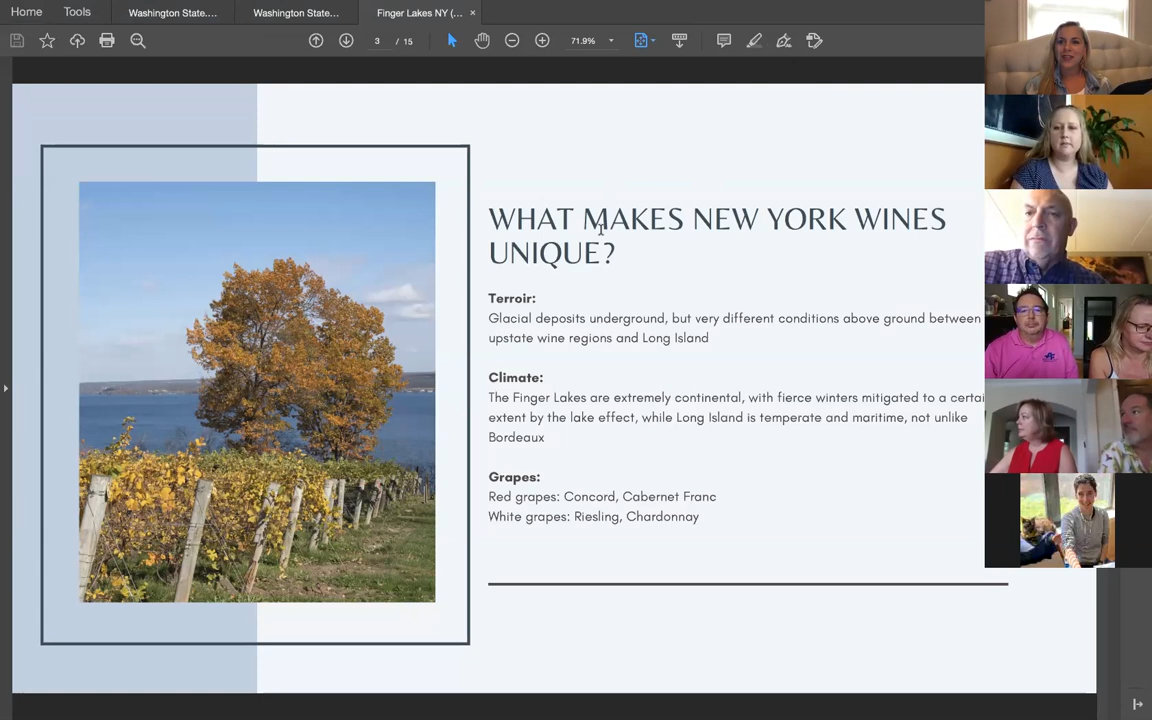 Home
Tools
Washington State....
Washington State...
Finger Lakes NY (...
3 / 15
71.9%
WHAT MAKES NEW YORK WINES
UNIQUE?
Terroir:
Glacial deposits underground, but very different conditions above ground between
upstate wine regions and Long Island
Climate:
The Finger Lakes are extremely continental, with fierce winters mitigated to a certai
extent by the lake effect, while Long Island is temperate and maritime, not unlike
Bordeaux
Grapes:
Red grapes: Concord, Cabernet Franc
White grapes: Riesling, Chardonnay